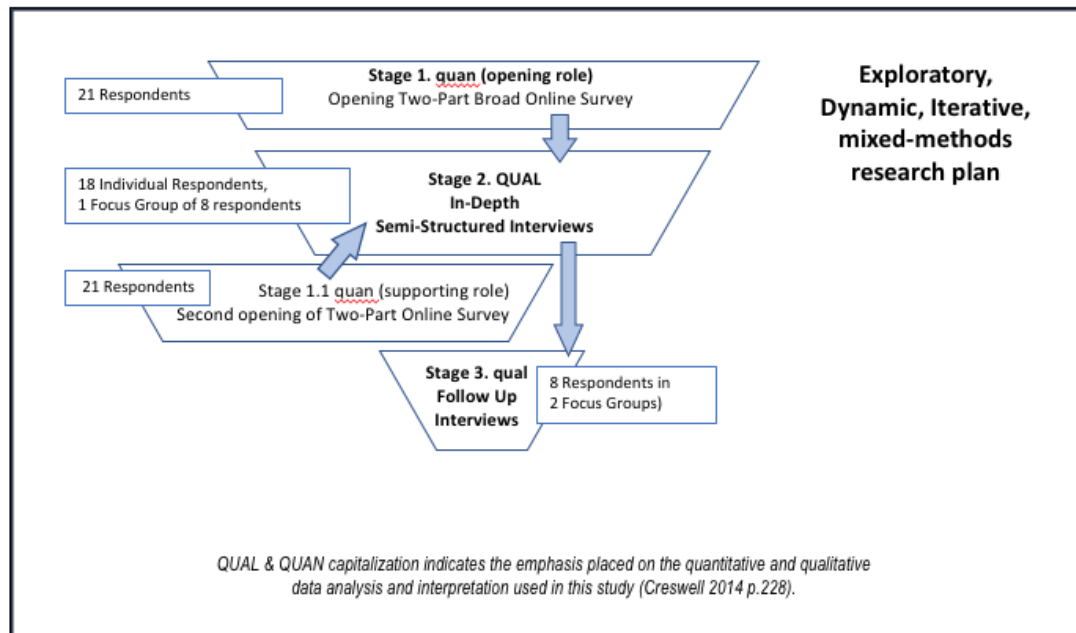 Exploratory,
Dynamic, Iterative,
mixed-methods
research plan
Stage 1. quan (opening role)
Opening Two-Part Broad Online Survey
21 Respondents
Stage 2. QUAL
In-Depth
Semi-Structured Interviews
18 Individual Respondents,
1 Focus Group of 8 respondents
21 Respondents
Stage 1.1 quan (supporting role)
Second opening of Two-Part Online Survey
Stage 3. qual
Follow Up
Interviews
8 Respondents in
2 Focus Groups)
QUAL & QUAN capitalization indicates the emphasis placed on the quantitative and qualitative
data analysis and interpretation used in this study (Creswell 2014 p.228).